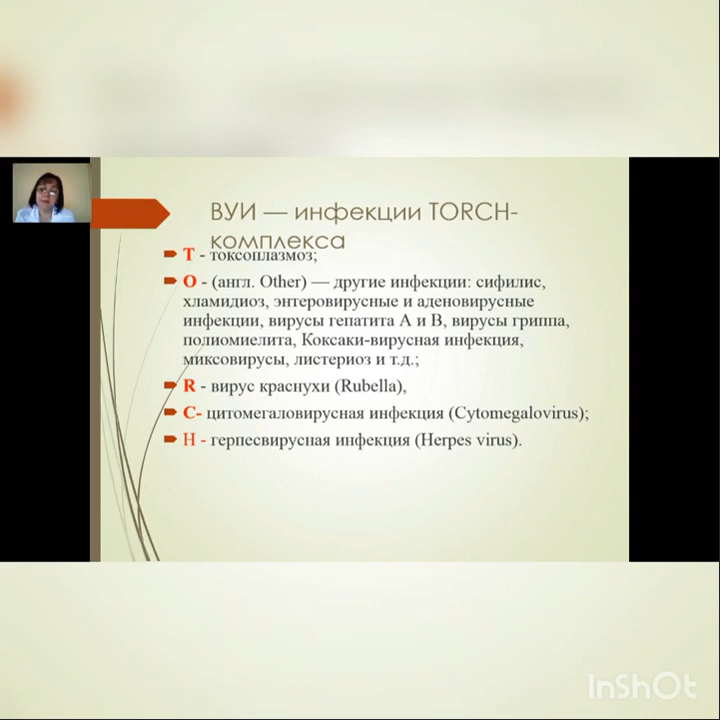 ВУИ — инфекции TORCH-
комплекса
Т - токсоплазмоз;
О - (англ. Other) — другие инфекции: сифилис,
хламидиоз, энтеровирусные и аденовирусные
инфекции, вирусы гепатита А и В, вирусы гриппа,
полиомиелита, Коксаки-вирусная инфекция,
миксовирусы, листериоз и т.д.;
R - вирус краснухи (Rubella),
С- цитомегаловирусная инфекция (Cytomegalovirus);
Н - герпесвирусная инфекция (Herpes virus).
InShOt